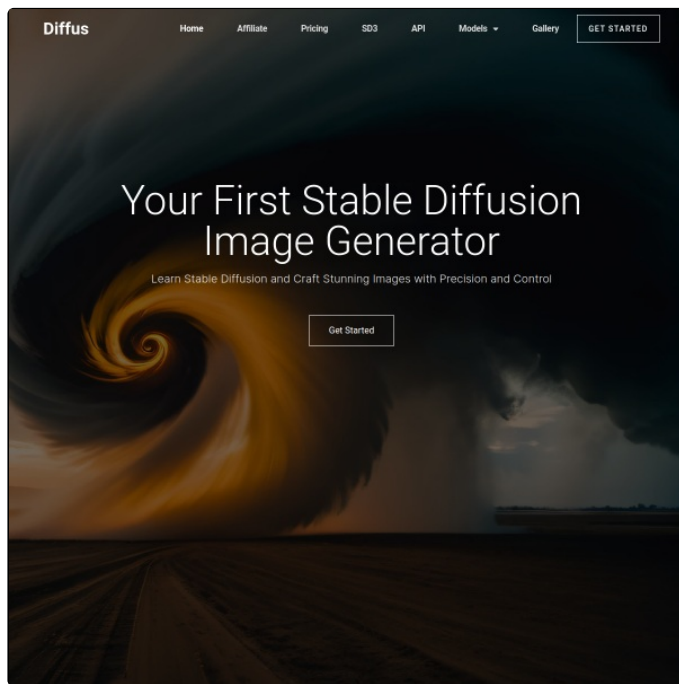 Diffus
Home Affiliate Pricing SD3 API Models Gallery GET STARTED
Your First Stable Diffusion
Image Generator
Learn Stable Diffusion and Craft Stunning Images with Precision and Control
Get Started